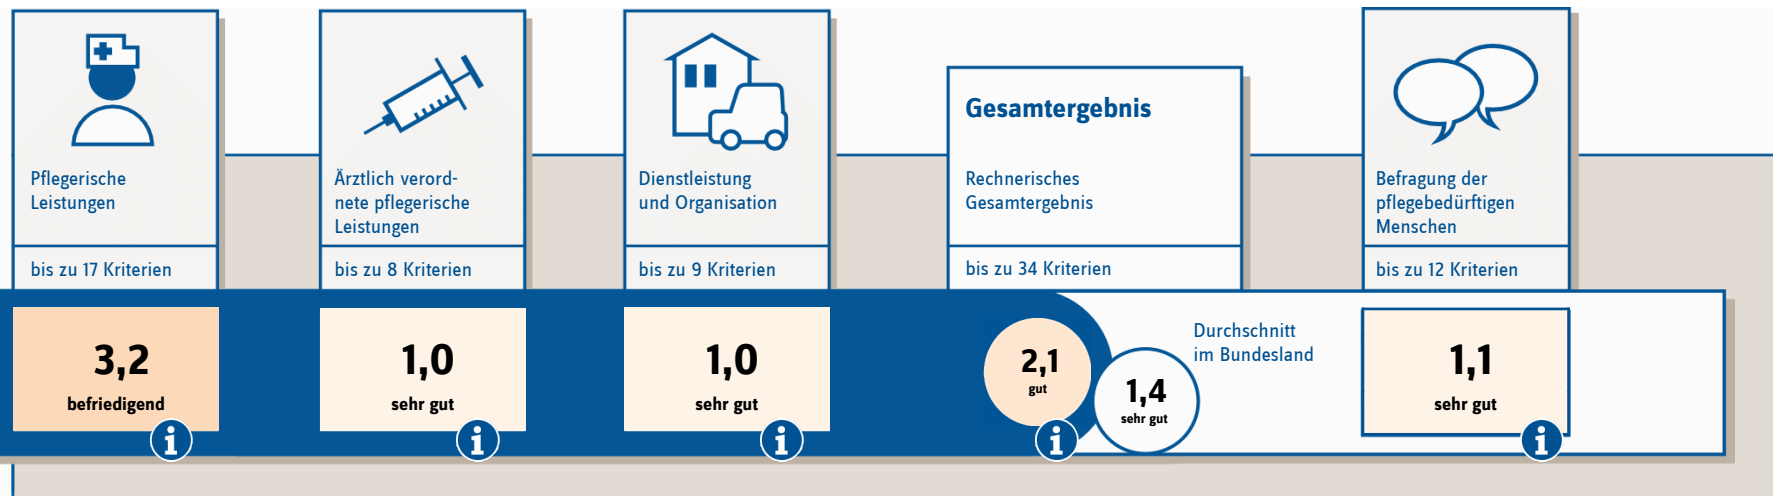 Pflegerische
Leistungen
bis zu 17 Kriterien
3,2
befriedigend
i
Ärztlich verord-
nete pflegerische
Leistungen
bis zu 8 Kriterien
1,0
sehr gut
i
Dienstleistung
und Organisation
bis zu 9 Kriterien
1,0
sehr gut
i
Gesamtergebnis
Rechnerisches
Gesamtergebnis
bis zu 34 Kriterien
2,1
gut
i
1,4
sehr gut
Durchschnitt
im Bundesland
Befragung der
pflegebedürftigen
Menschen
bis zu 12 Kriterien
1,1
sehr gut
i